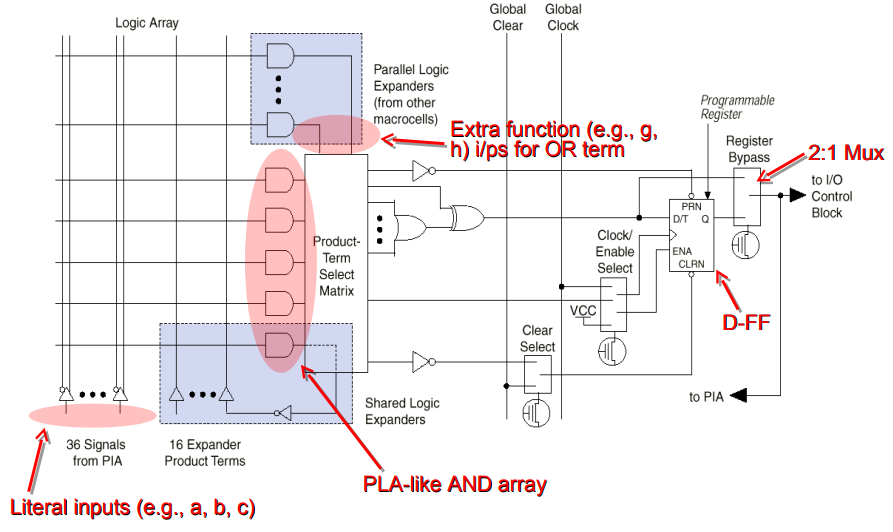 Logic Array
Global
Clear
Global
Clock
Parallel Logic
Expanders
(from other
macrocells)
Extra function (e.g., g,
h) i/ps for OR term
Programmable
Register
Register
Bypass
2:1 Mux
to I/O
Control
Block
PRN
D/T
Q
ENA
CLRN
Product-
Term
Select
Matrix
Clock/
Enable
Select
VCC
D-FF
Clear
Select
to PIA
Shared Logic
Expanders
36 Signals
from PIA
16 Expander
Product Terms
PLA-like AND array
Literal inputs (e.g., a, b, c)